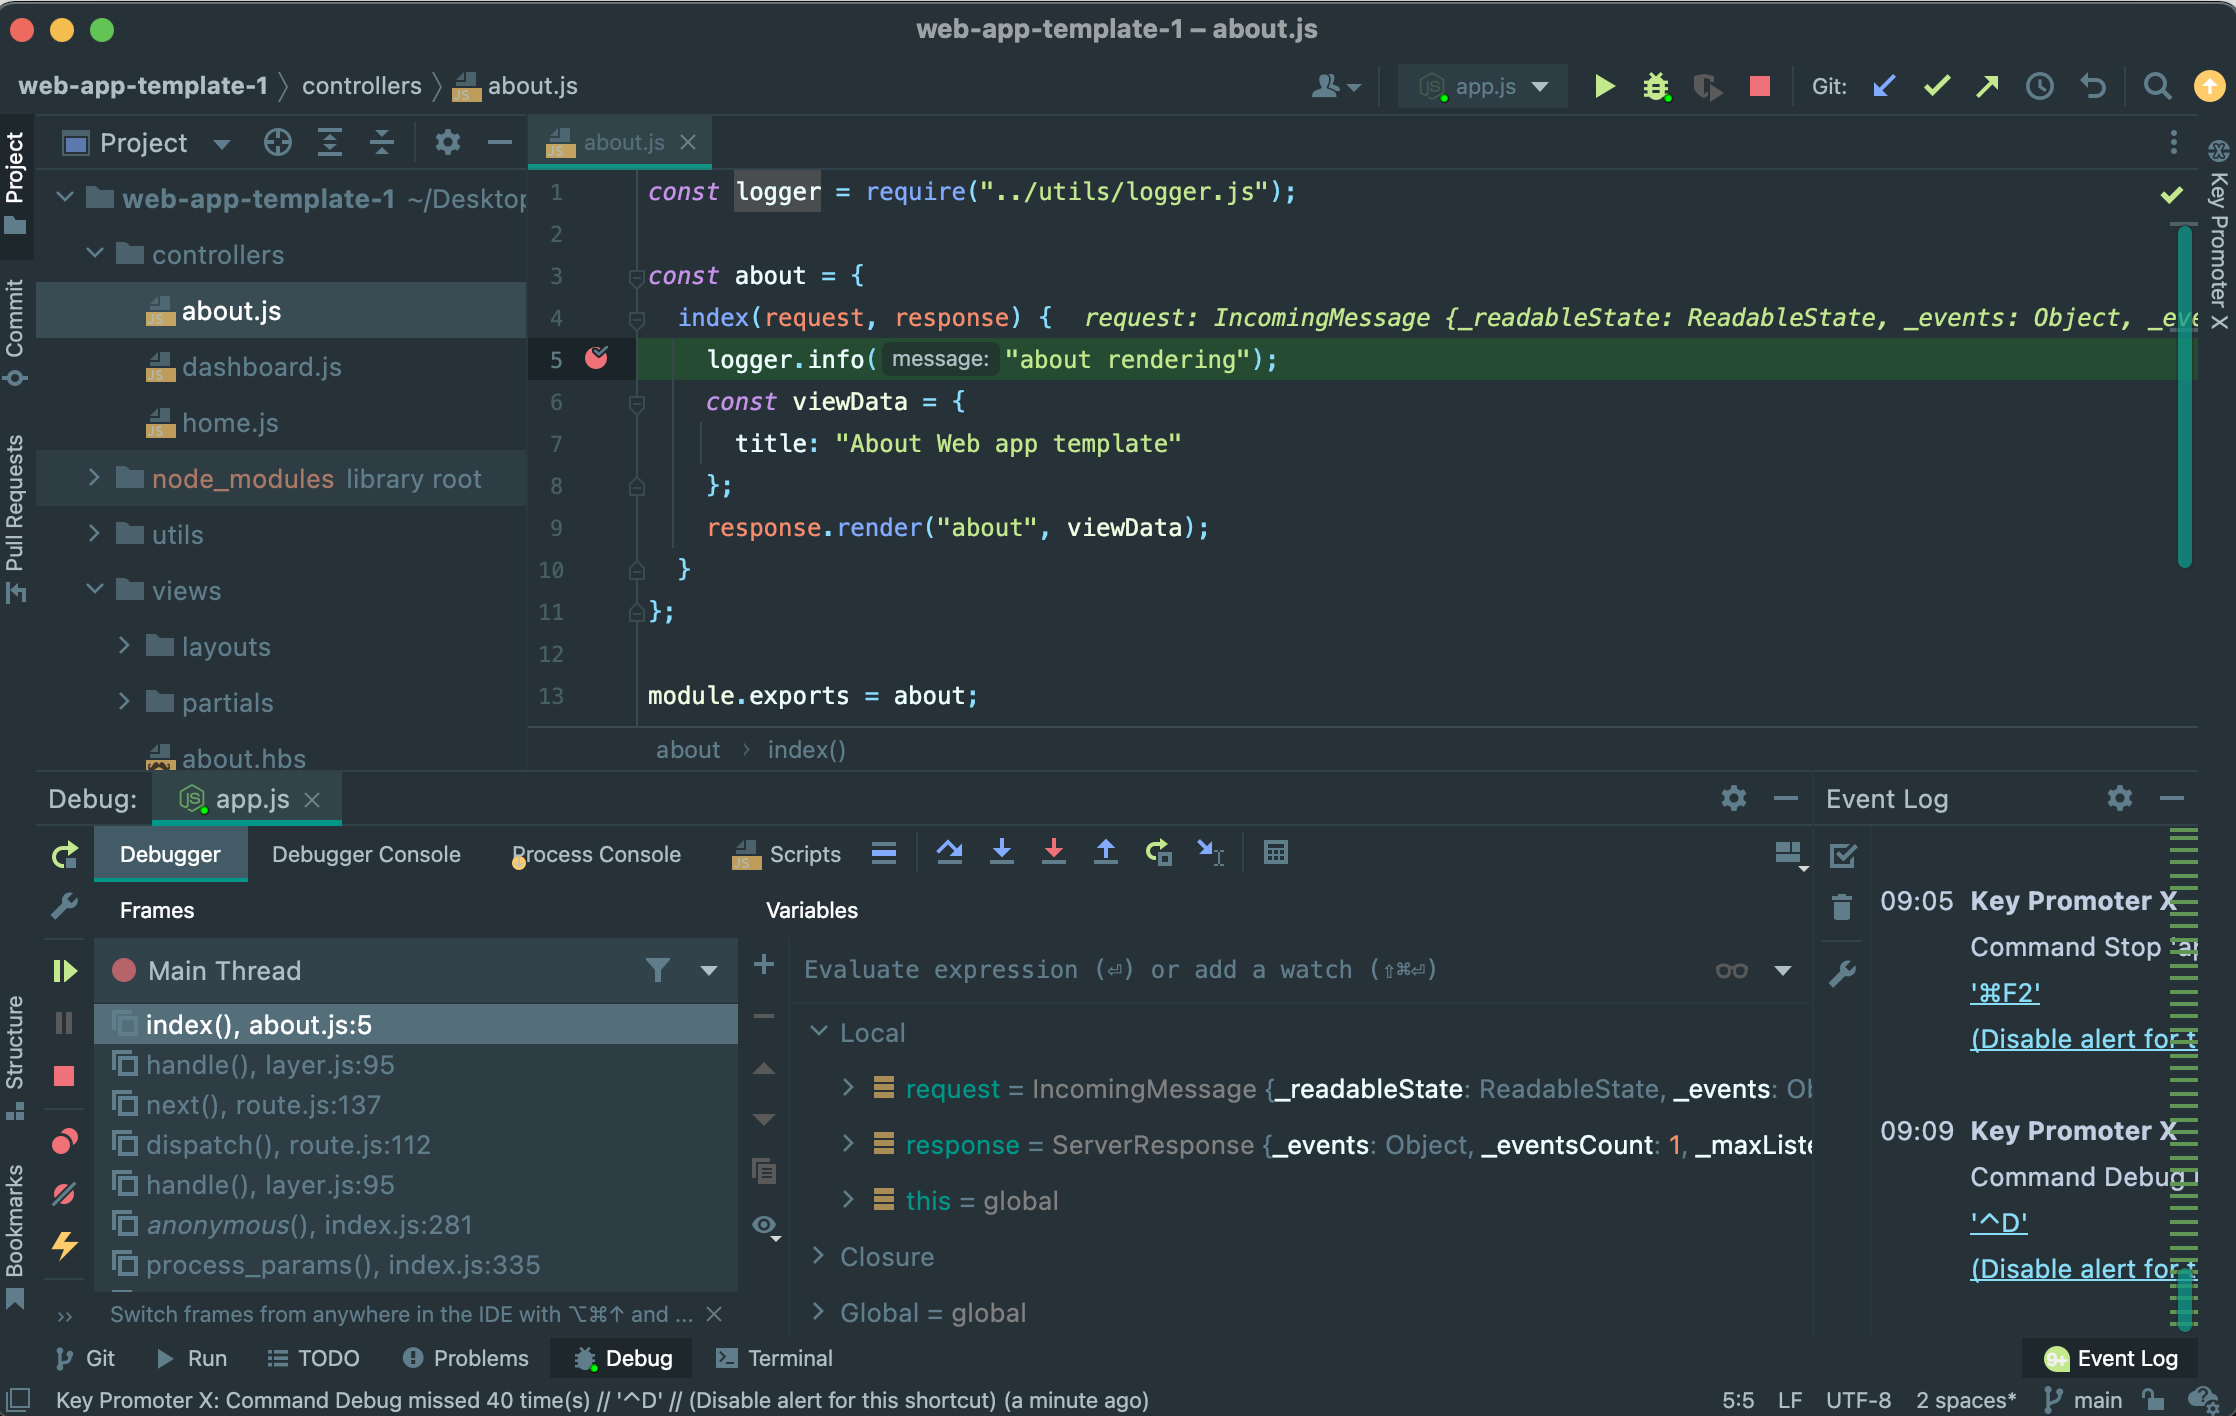 web-app-template-1 – about.js
web-app-template-1 〉 controllers 〉 about.js
app.js
Git:
Project
about.js
Project
Commit
Pull Requests
Structure
Bookmarks
Key Promoter X
web-app-template-1 ~/Desktop
controllers
about.js
dashboard.js
home.js
node_modules library root
utils
views
layouts
partials
about.hbs
1 const logger = require("../utils/logger.js");
2
3 const about = {
4 index(request, response) { request: IncomingMessage {_readableState: ReadableState, _events: Object, _eve
5 logger.info( message: "about rendering");
6 const viewData = {
7 title: "About Web app template"
8 };
9 response.render("about", viewData);
10 }
11 };
12
13 module.exports = about;
about › index()
Debug: app.js
Debugger Debugger Console Process Console Scripts
Frames
Main Thread
index(), about.js:5
handle(), layer.js:95
next(), route.js:137
dispatch(), route.js:112
handle(), layer.js:95
anonymous(), index.js:281
process_params(), index.js:335
Switch frames from anywhere in the IDE with ⌥⌘↑ and ...
Variables
Evaluate expression (⏎) or add a watch (⇧⌘⏎)
Local
request = IncomingMessage {_readableState: ReadableState, _events: Ob
response = ServerResponse {_events: Object, _eventsCount: 1, _maxListe
this = global
Closure
Global = global
Event Log
09:05 Key Promoter X
Command Stop 'ap
'⌘F2'
(Disable alert for t
09:09 Key Promoter X
Command Debug
'^D'
(Disable alert for t
Git Run TODO Problems Debug Terminal
9+ Event Log
Key Promoter X: Command Debug missed 40 time(s) // '^D' // (Disable alert for this shortcut) (a minute ago)
5:5 LF UTF-8 2 spaces* main